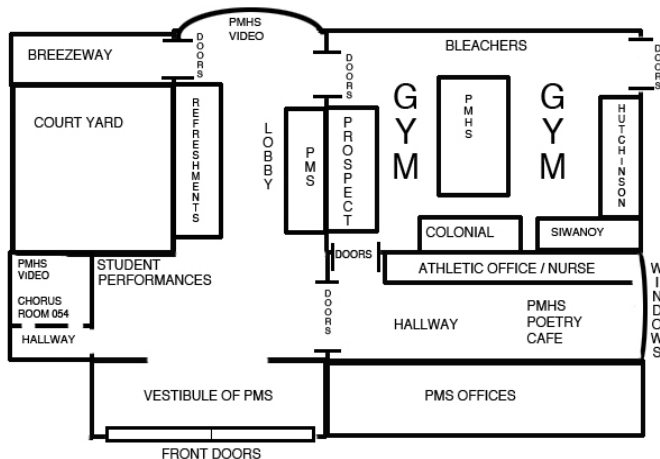 PMHS
VIDEO
BREEZEWAY
DOORS
DOORS
BLEACHERS
DOORS
COURT YARD
REFRESHMENTS
LOBBY
PMS
PROSPECT
GYM
PMHS
GYM
HUTCHINSON
COLONIAL
SIWANOY
PMHS
VIDEO
CHORUS
ROOM 054
HALLWAY
STUDENT
PERFORMANCES
DOORS
DOORS
ATHLETIC OFFICE / NURSE
HALLWAY
PMHS
POETRY
CAFE
WINDOWS
VESTIBULE OF PMS
PMS OFFICES
FRONT DOORS